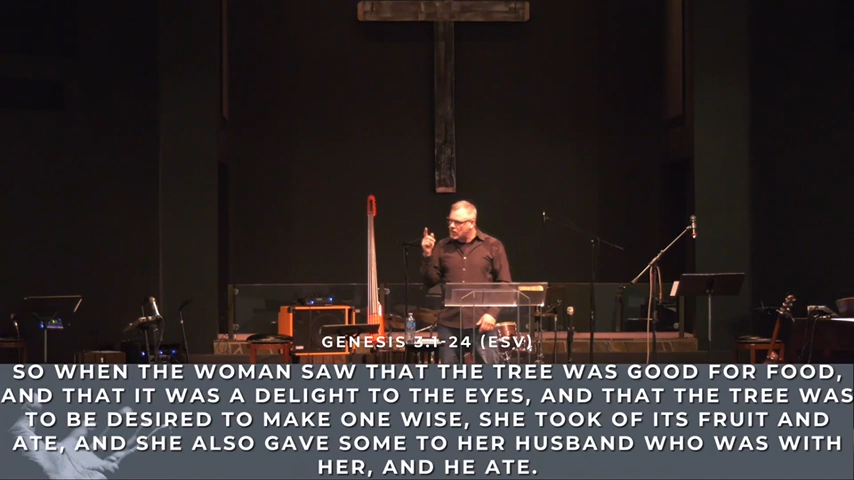 GENESIS 3:1-24 (ESV)
SO WHEN THE WOMAN SAW THAT THE TREE WAS GOOD FOR FOOD,
AND THAT IT WAS A DELIGHT TO THE EYES, AND THAT THE TREE WAS
TO BE DESIRED TO MAKE ONE WISE, SHE TOOK OF ITS FRUIT AND
ATE, AND SHE ALSO GAVE SOME TO HER HUSBAND WHO WAS WITH
HER, AND HE ATE.